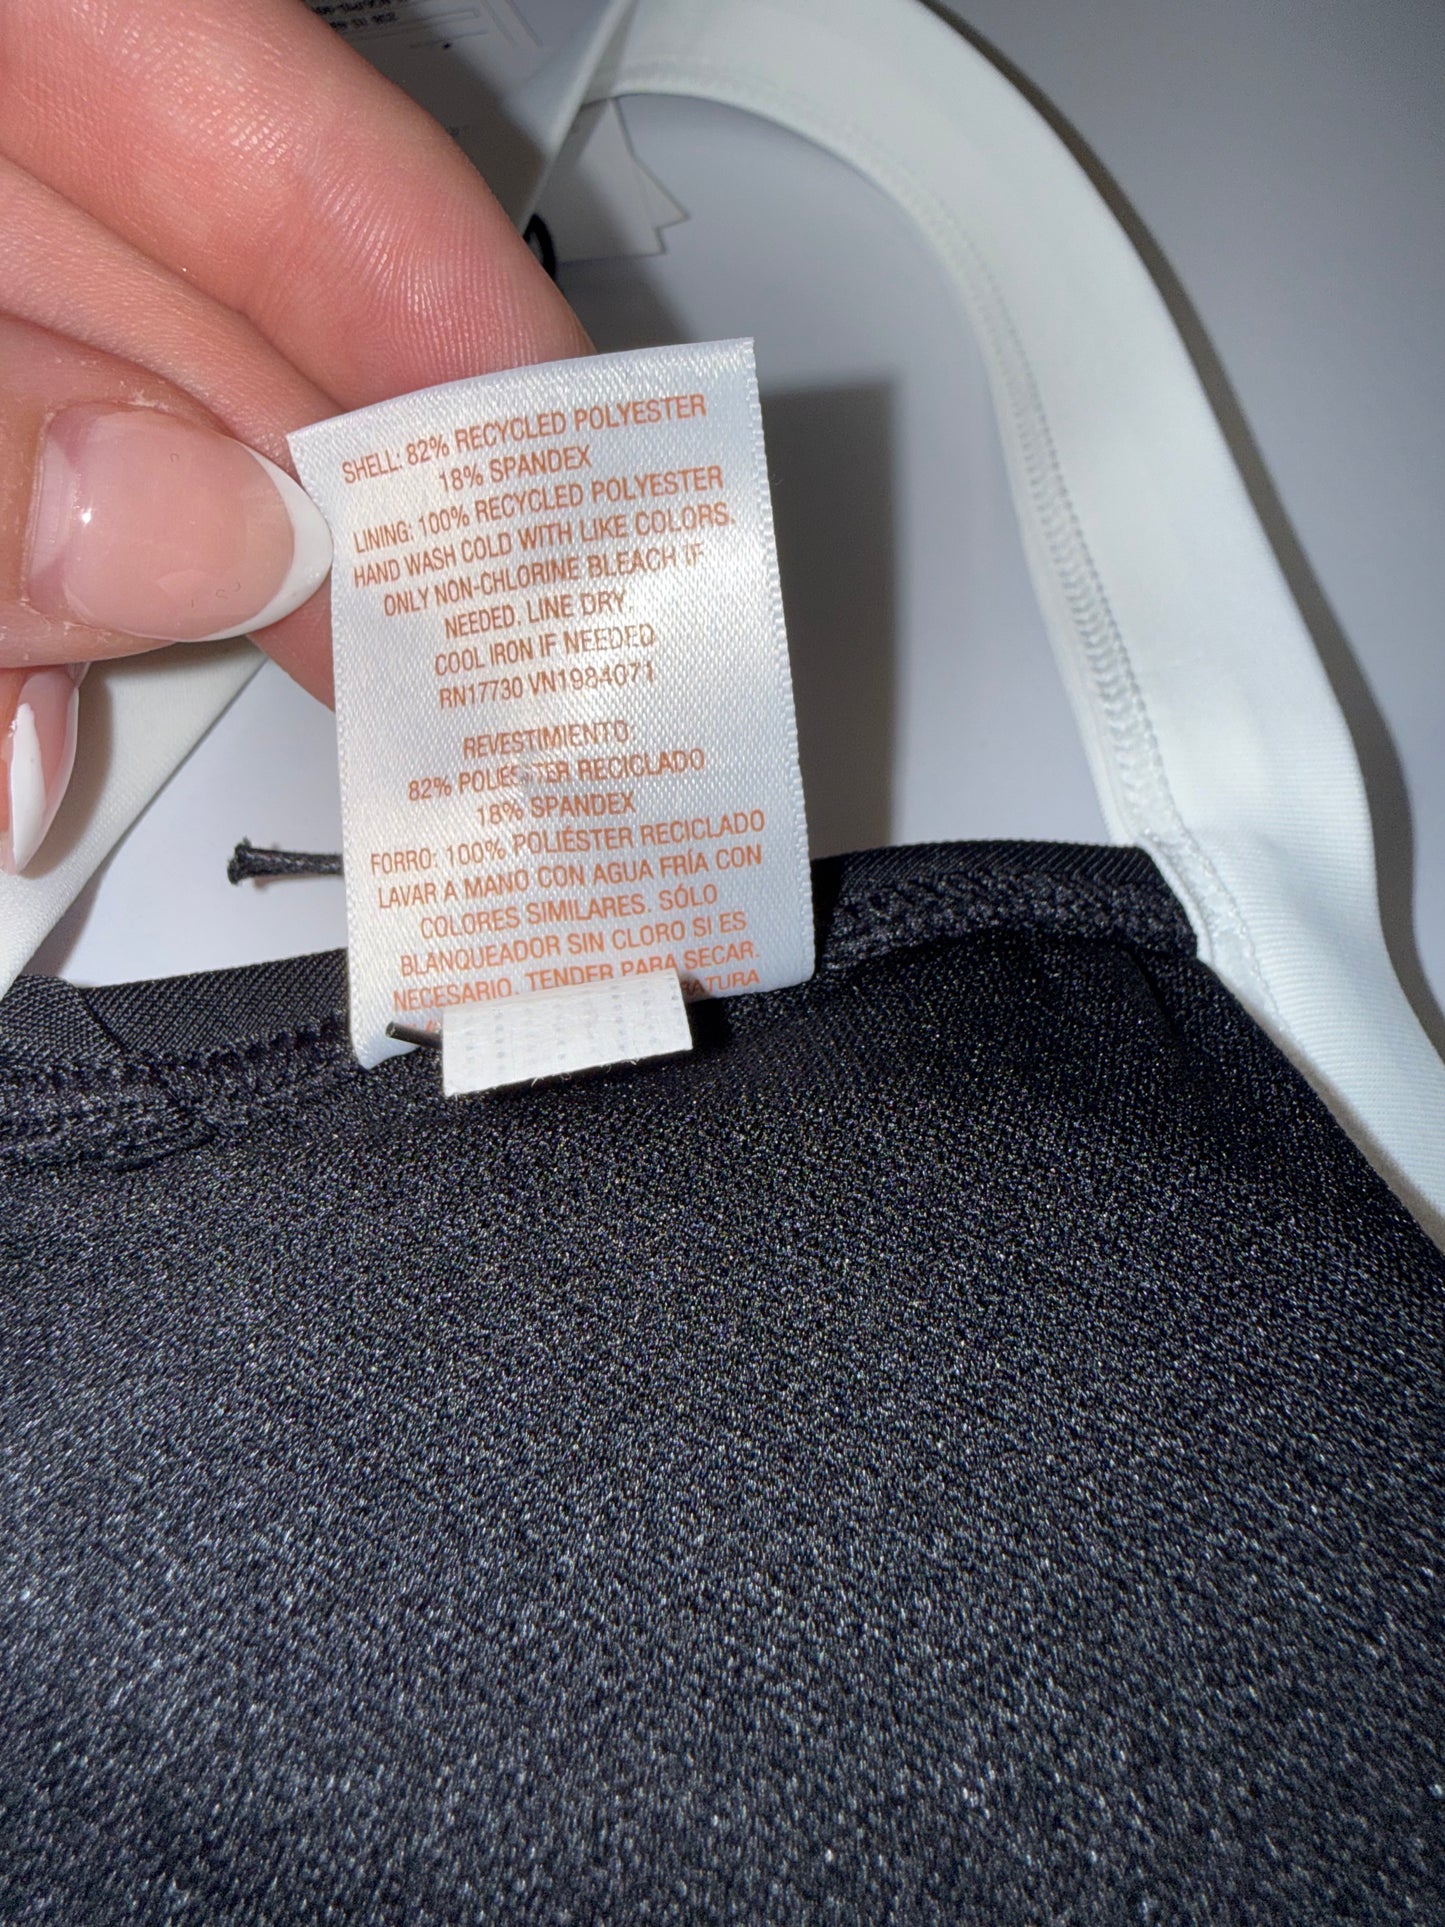 SHELL: 82% RECYCLED POLYESTER
18% SPANDEX
LINING: 100% RECYCLED POLYESTER
HAND WASH COLD WITH LIKE COLORS.
ONLY NON-CHLORINE BLEACH IF
NEEDED. LINE DRY.
COOL IRON IF NEEDED
RN17730 VN1984071
REVESTIMIENTO
82% POLIÉSTER RECICLADO
18% SPANDEX
FORRO: 100% POLIÉSTER RECICLADO
LAVAR A MANO CON AGUA FRÍA CON
COLORES SIMILARES. SÓLO
BLANQUEADOR SIN CLORO SI ES
NECESARIO. TENDER PARA SECAR.